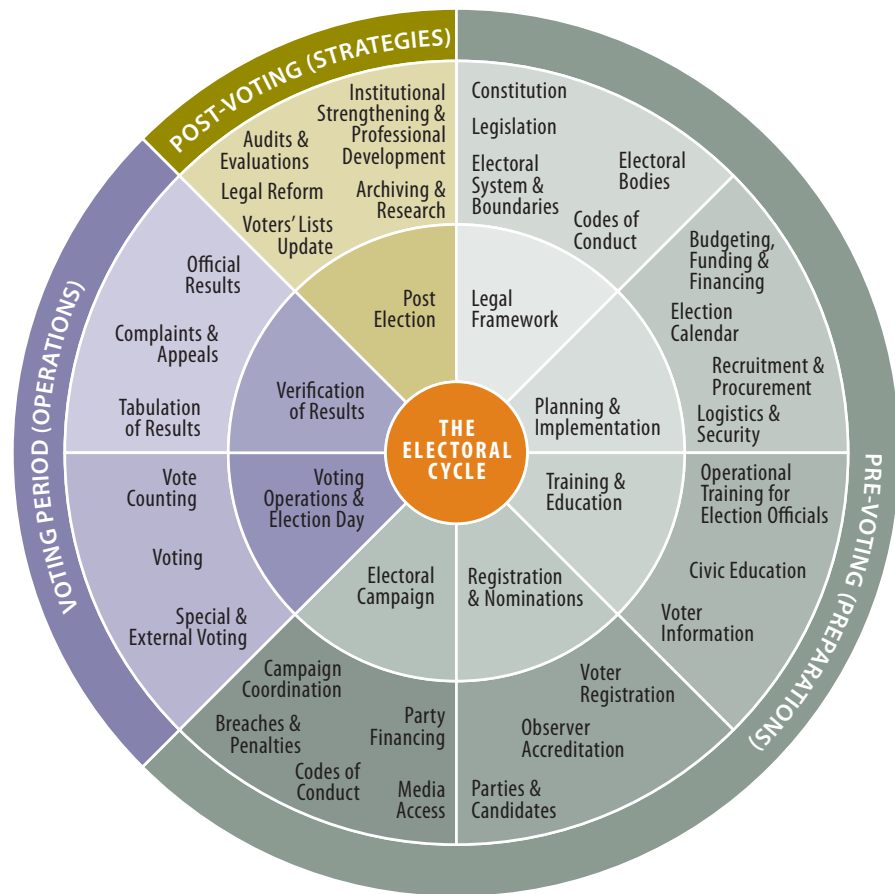 POST-VOTING (STRATEGIES)
PRE-VOTING (PREPARATIONS)
VOTING PERIOD (OPERATIONS)
THE
ELECTORAL
CYCLE
Legal
Framework
Constitution
Legislation
Electoral
System &
Boundaries
Electoral
Bodies
Codes of
Conduct
Planning &
Implementation
Budgeting,
Funding &
Financing
Election
Calendar
Recruitment &
Procurement
Logistics &
Security
Training &
Education
Operational
Training for
Election Officials
Civic Education
Voter
Information
Registration
& Nominations
Voter
Registration
Observer
Accreditation
Parties &
Candidates
Electoral
Campaign
Campaign
Coordination
Breaches &
Penalties
Party
Financing
Codes of
Conduct
Media
Access
Voting
Operations &
Election Day
Vote
Counting
Voting
Special &
External Voting
Verification
of Results
Official
Results
Complaints &
Appeals
Tabulation
of Results
Post
Election
Institutional
Strengthening &
Professional
Development
Audits &
Evaluations
Legal Reform
Archiving &
Research
Voters' Lists
Update